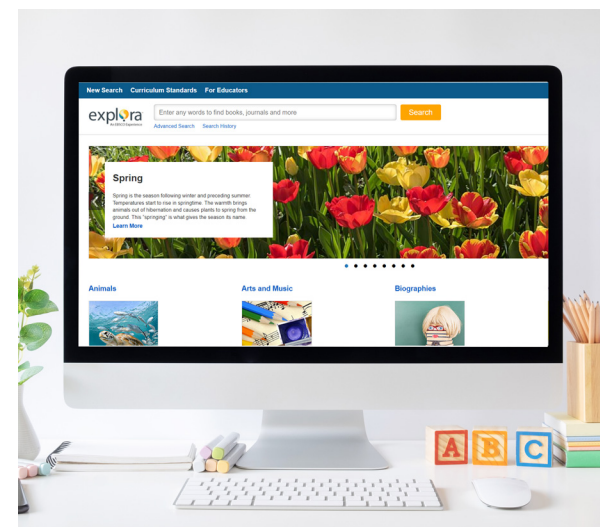 New Search Curriculum Standards For Educators
explora
An EBSCO Experience
Enter any words to find books, journals and more
Search
Advanced Search Search History
Spring
Spring is the season following winter and preceding summer.
Temperatures start to rise in springtime. The warmth brings
animals out of hibernation and causes plants to spring from the
ground. This "springing" is what gives the season its name.
Learn More
Animals Arts and Music Biographies
A B C